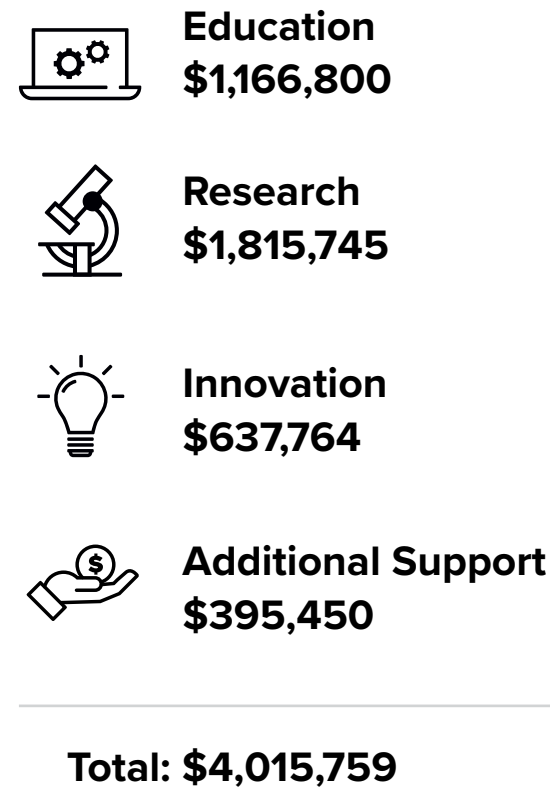 Education
$1,166,800
Research
$1,815,745
Innovation
$637,764
$
Additional Support
$395,450
Total: $4,015,759